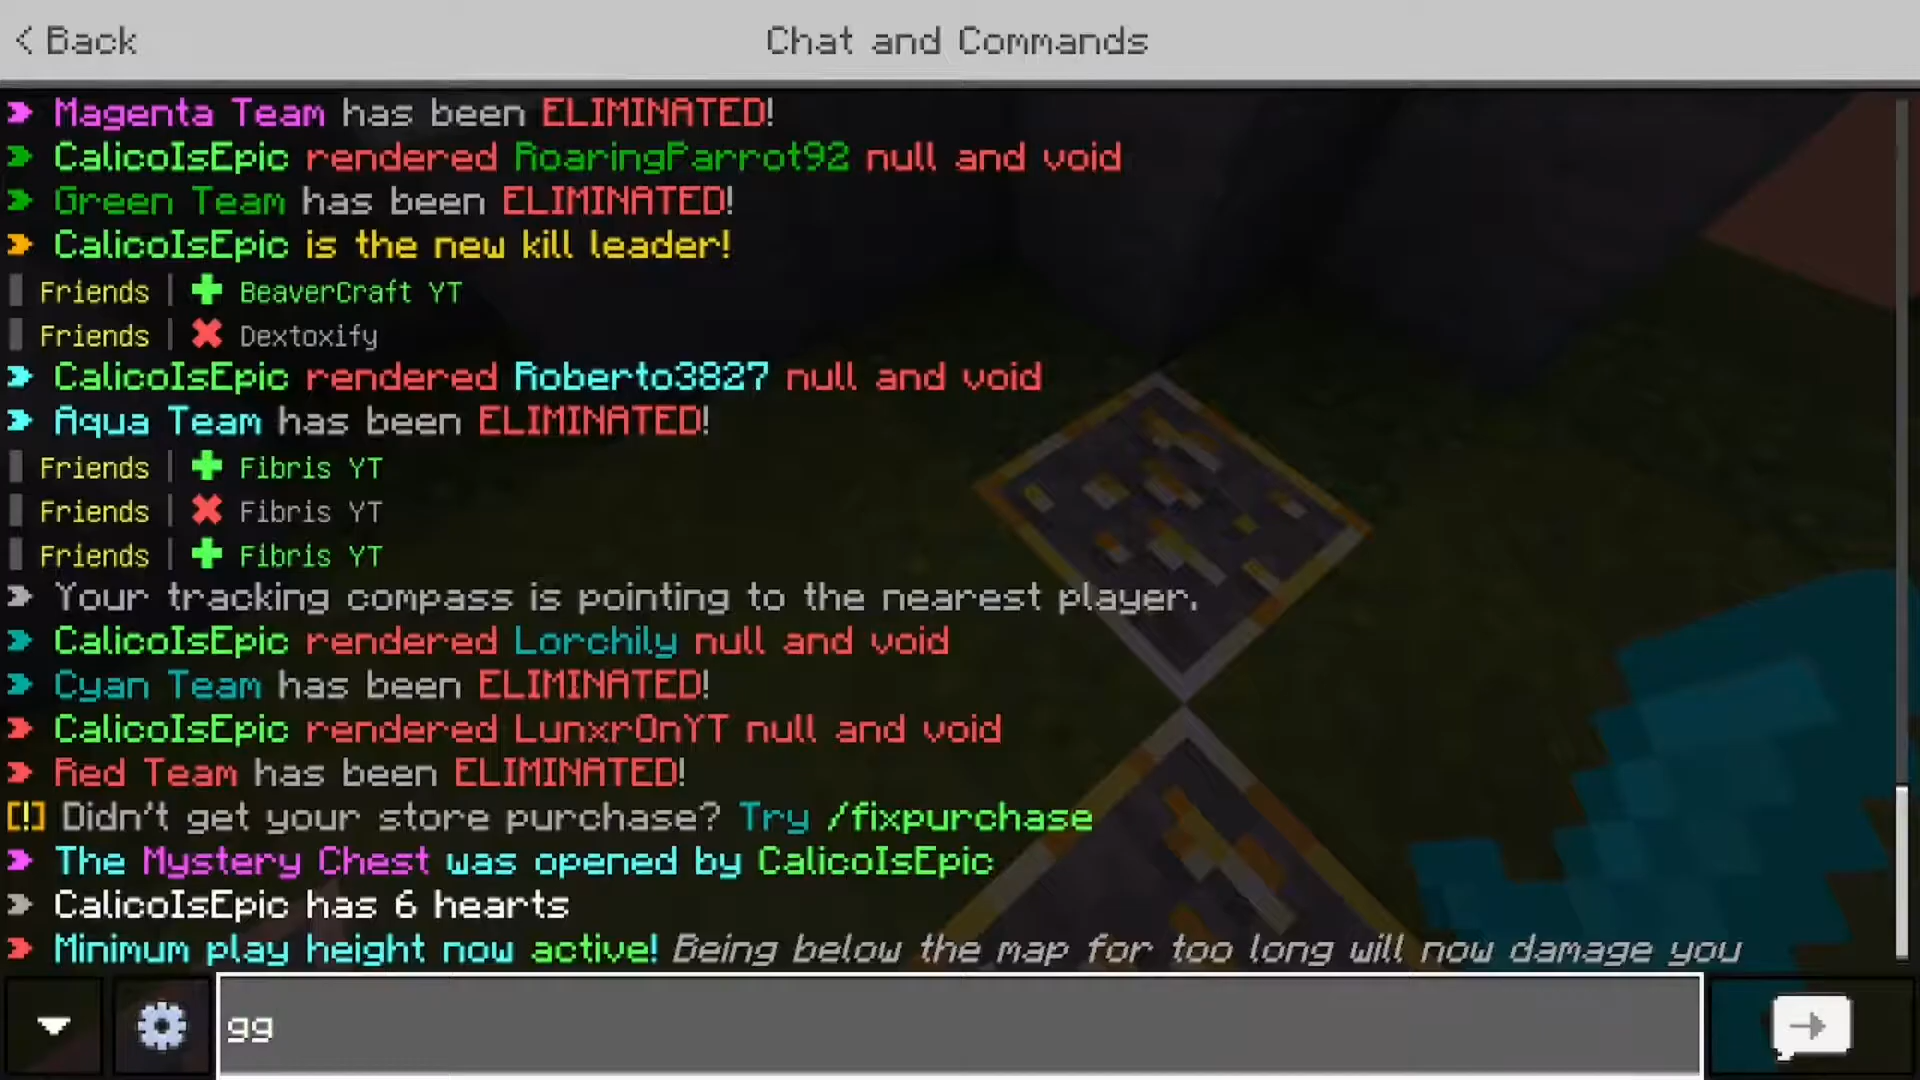 < Back
Chat and Commands
Magenta Team has been ELIMINATED!
CalicoIsEpic rendered RoaringParrot92 null and void
Green Team has been ELIMINATED!
CalicoIsEpic is the new kill leader!
Friends | BeaverCraft YT
Friends | Dextoxify
CalicoIsEpic rendered Roberto3827 null and void
Aqua Team has been ELIMINATED!
Friends | Fibris YT
Friends | Fibris YT
Friends | Fibris YT
Your tracking compass is pointing to the nearest player.
CalicoIsEpic rendered Lorchily null and void
Cyan Team has been ELIMINATED!
CalicoIsEpic rendered LunxrOnYT null and void
Red Team has been ELIMINATED!
[!] Didn't get your store purchase? Try /fixpurchase
The Mystery Chest was opened by CalicoIsEpic
CalicoIsEpic has 6 hearts
Minimum play height now active! Being below the map for too long will now damage you
gg